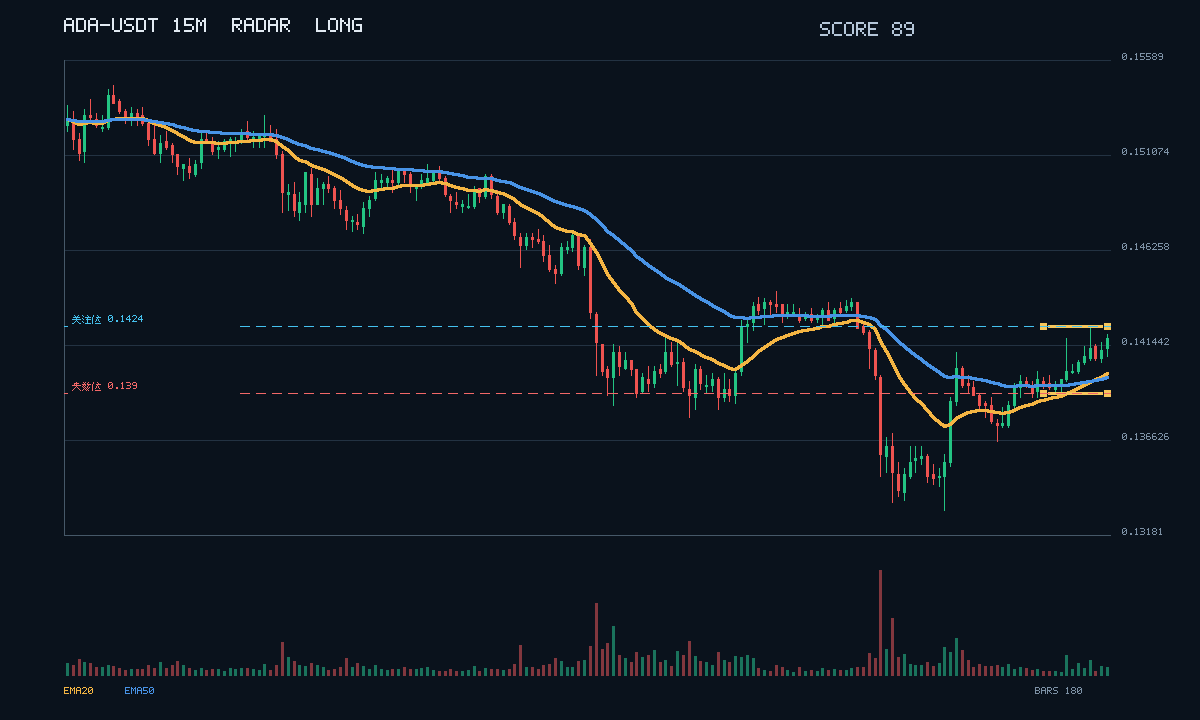 ADA-USDT 15M RADAR LONG
SCORE 89
0.15589
0.151074
0.146258
关注位 0.1424
0.141442
失效位 0.139
0.136626
0.13181
EMA20 EMA50
BARS 180